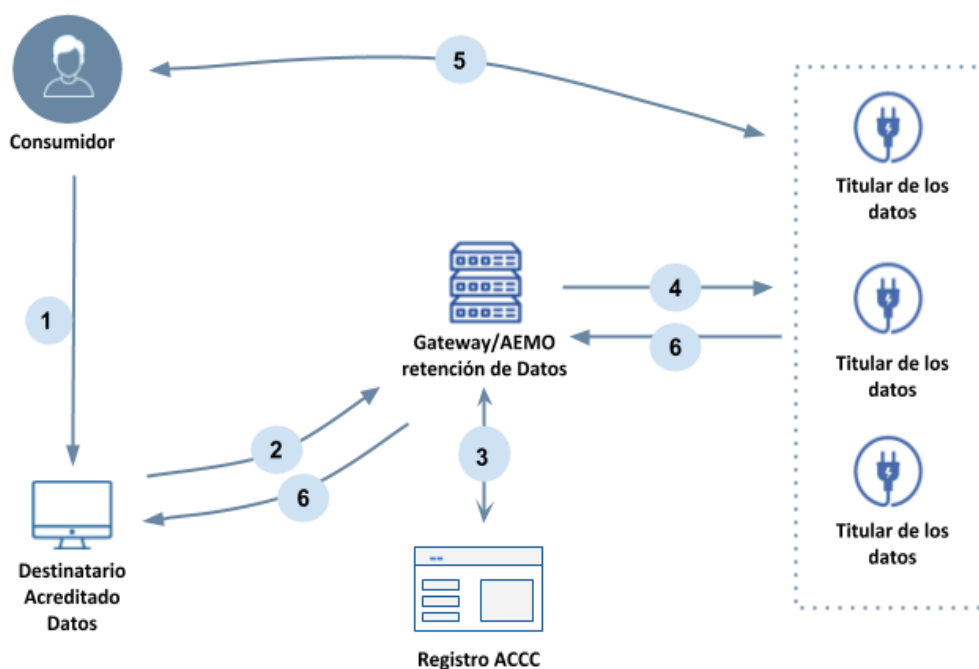 5
Consumidor
Titular de los
datos
1
4
Gateway/AEMO
retención de Datos
6
Titular de los
datos
2
3
6
Titular de los
datos
Destinatario
Acreditado
Datos
Registro ACCC